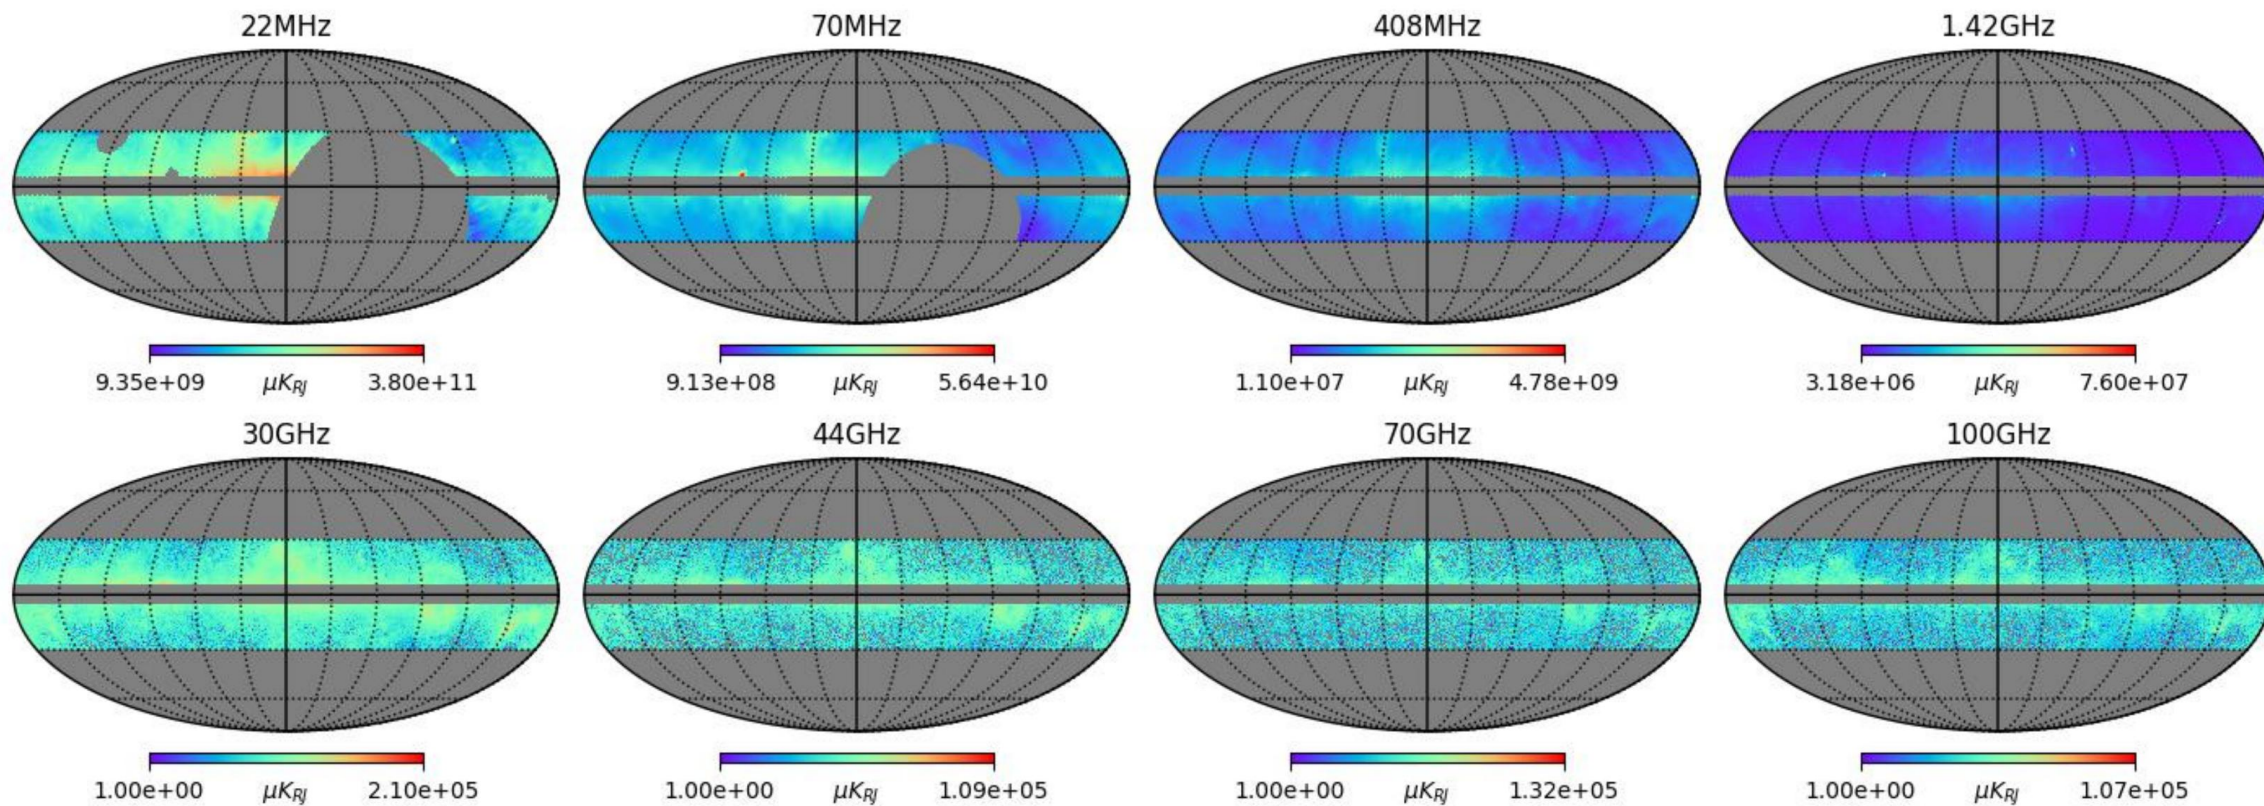 22MHz 70MHz 408MHz 1.42GHz
9.35e+09 μK_RJ 3.80e+11 9.13e+08 μK_RJ 5.64e+10 1.10e+07 μK_RJ 4.78e+09 3.18e+06 μK_RJ 7.60e+07
30GHz 44GHz 70GHz 100GHz
1.00e+00 μK_RJ 2.10e+05 1.00e+00 μK_RJ 1.09e+05 1.00e+00 μK_RJ 1.32e+05 1.00e+00 μK_RJ 1.07e+05